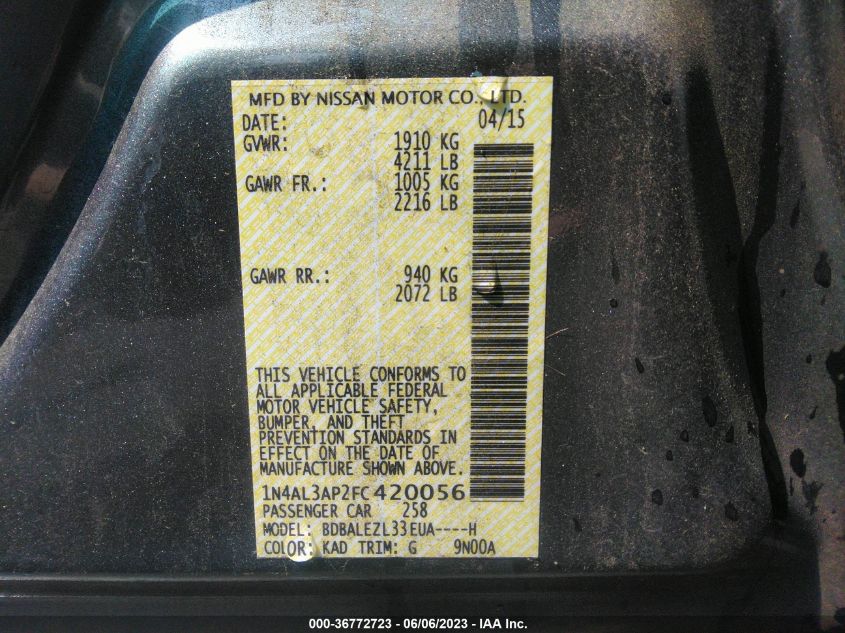 MFD BY NISSAN MOTOR CO., LTD.
DATE: 04/15
GVWR: 1910 KG
4211 LB
GAWR FR.: 1005 KG
2216 LB
GAWR RR.: 940 KG
2072 LB
THIS VEHICLE CONFORMS TO
ALL APPLICABLE FEDERAL
MOTOR VEHICLE SAFETY,
BUMPER, AND THEFT
PREVENTION STANDARDS IN
EFFECT ON THE DATE OF
MANUFACTURE SHOWN ABOVE.
1N4AL3AP2FC420056
PASSENGER CAR 258
MODEL: BDBALEZL33EUA----H
COLOR: KAD TRIM: G 9N00A
000-36772723 - 06/06/2023 - IAA Inc.